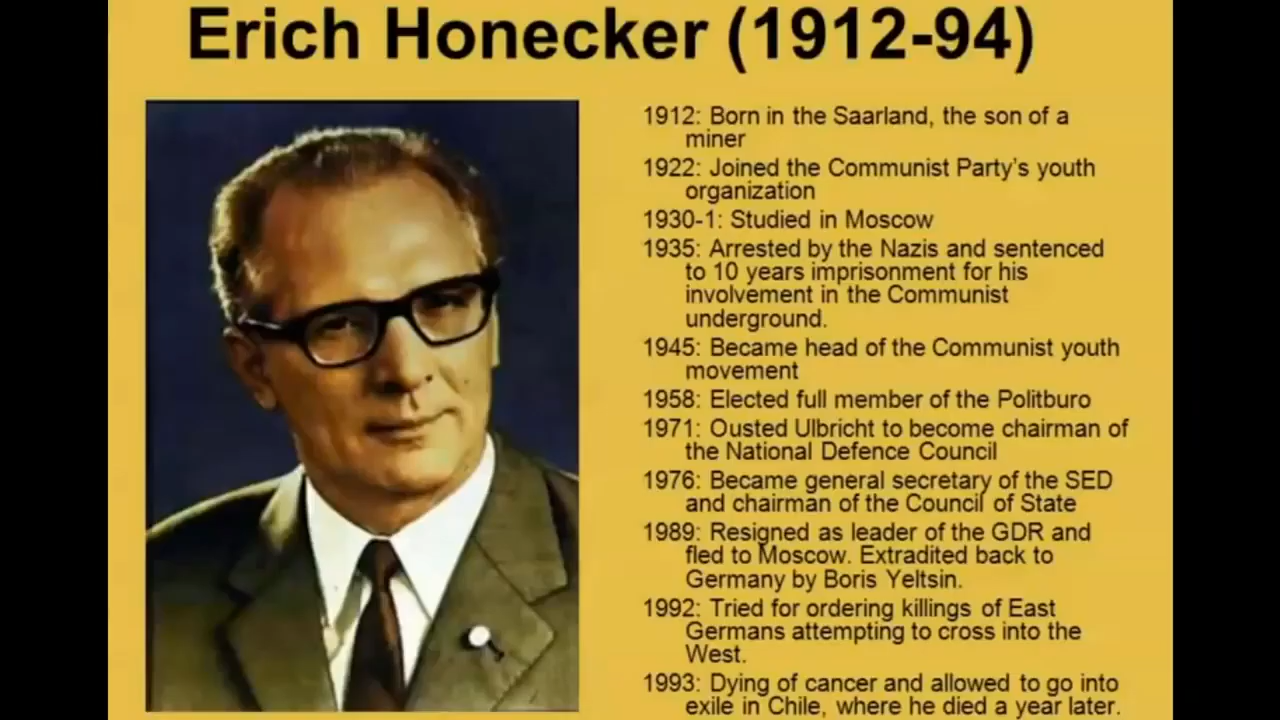 Erich Honecker (1912-94)
1912: Born in the Saarland, the son of a
miner
1922: Joined the Communist Party's youth
organization
1930-1: Studied in Moscow
1935: Arrested by the Nazis and sentenced
to 10 years imprisonment for his
involvement in the Communist
underground.
1945: Became head of the Communist youth
movement
1958: Elected full member of the Politburo
1971: Ousted Ulbricht to become chairman of
the National Defence Council
1976: Became general secretary of the SED
and chairman of the Council of State
1989: Resigned as leader of the GDR and
fled to Moscow. Extradited back to
Germany by Boris Yeltsin.
1992: Tried for ordering killings of East
Germans attempting to cross into the
West.
1993: Dying of cancer and allowed to go into
exile in Chile, where he died a year later.